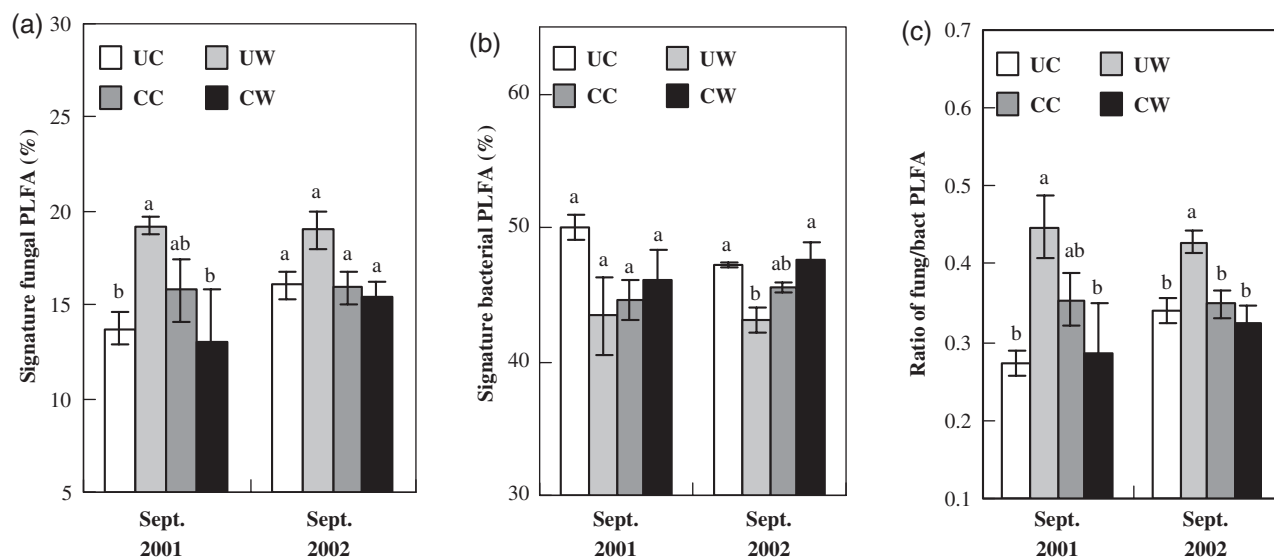 (a)
Signature fungal PLFA (%)
30
25
20
15
10
5
UC
UW
CC
CW
b
a
ab
b
a
a
a
a
Sept.
2001
Sept.
2002
(b)
Signature bacterial PLFA (%)
60
50
40
30
UC
UW
CC
CW
a
a
a
a
a
b
ab
a
Sept.
2001
Sept.
2002
(c)
Ratio of fung/bact PLFA
0.7
0.6
0.5
0.4
0.3
0.2
0.1
UC
UW
CC
CW
b
a
ab
b
b
a
b
b
Sept.
2001
Sept.
2002